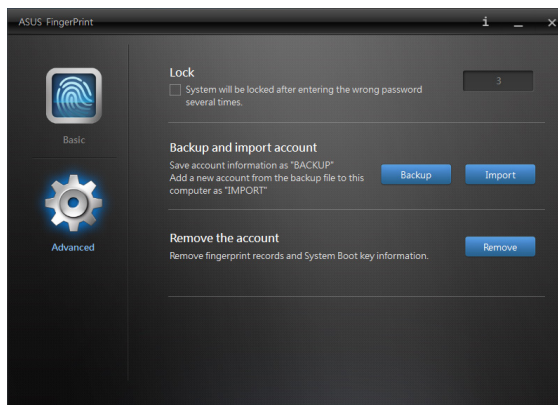 ASUS FingerPrint
i
Basic
Advanced
Lock
System will be locked after entering the wrong password
several times.
3
Backup and import account
Save account information as "BACKUP"
Add a new account from the backup file to this
computer as "IMPORT"
Backup
Import
Remove the account
Remove fingerprint records and System Boot key information.
Remove